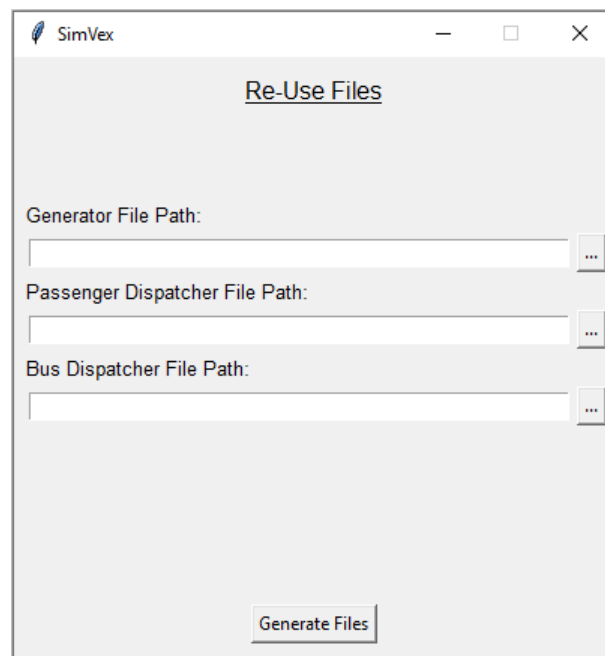 SimVex
Re-Use Files
Generator File Path:
...
Passenger Dispatcher File Path:
...
Bus Dispatcher File Path:
...
Generate Files